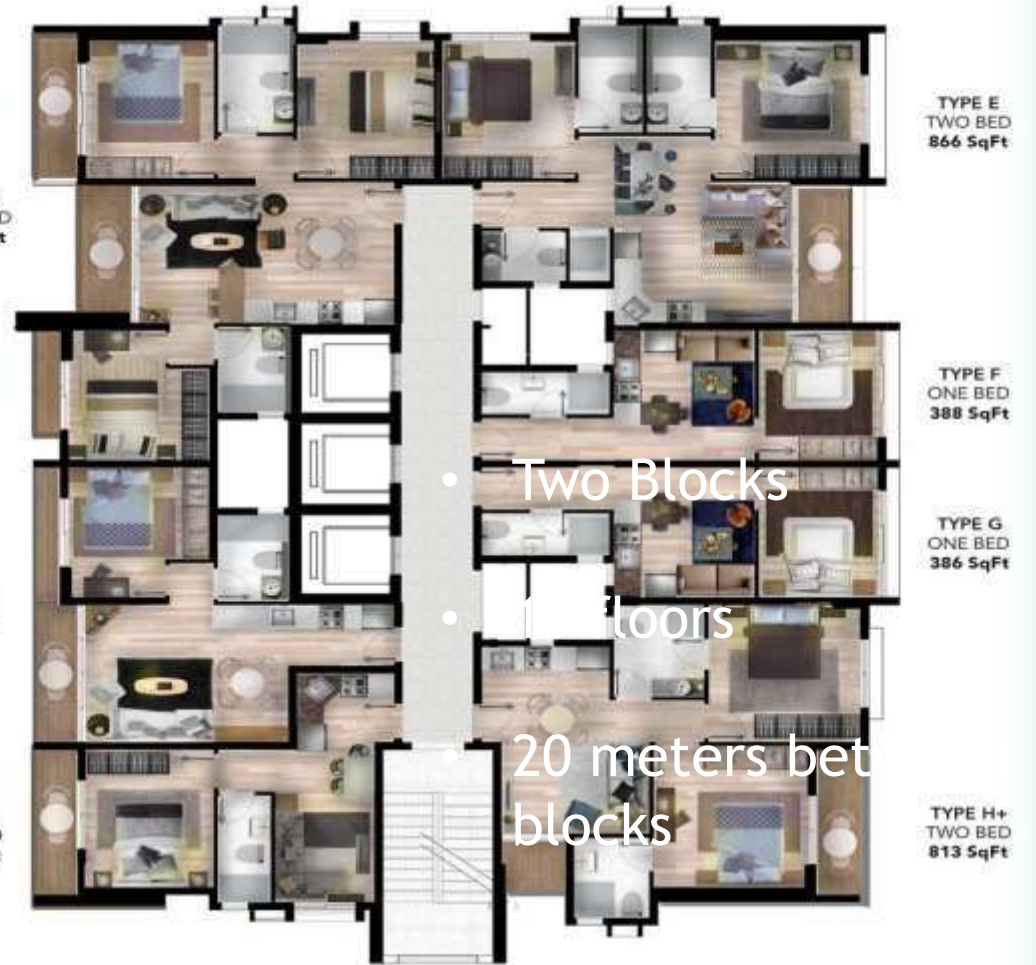 TYPE E
TWO BED
866 SqFt
TYPE F
ONE BED
388 SqFt
• Two Blocks
TYPE G
ONE BED
386 SqFt
• floors
• 20 meters bet
blocks
TYPE H+
TWO BED
813 SqFt